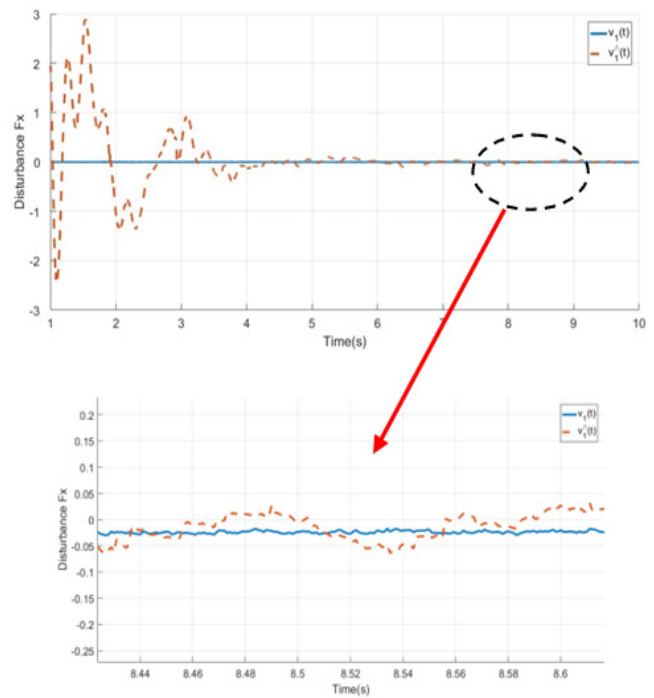 3
2
1
0
-1
-2
-3
Disturbance Fx
1 2 3 4 5 6 7 8 9 10
Time(s)
v₁(t)
v₁^(t)
0.2
0.15
0.1
0.05
0
-0.05
-0.1
-0.15
-0.2
-0.25
Disturbance Fx
8.44 8.46 8.48 8.5 8.52 8.54 8.56 8.58 8.6
Time(s)
v₁(t)
v₁^(t)